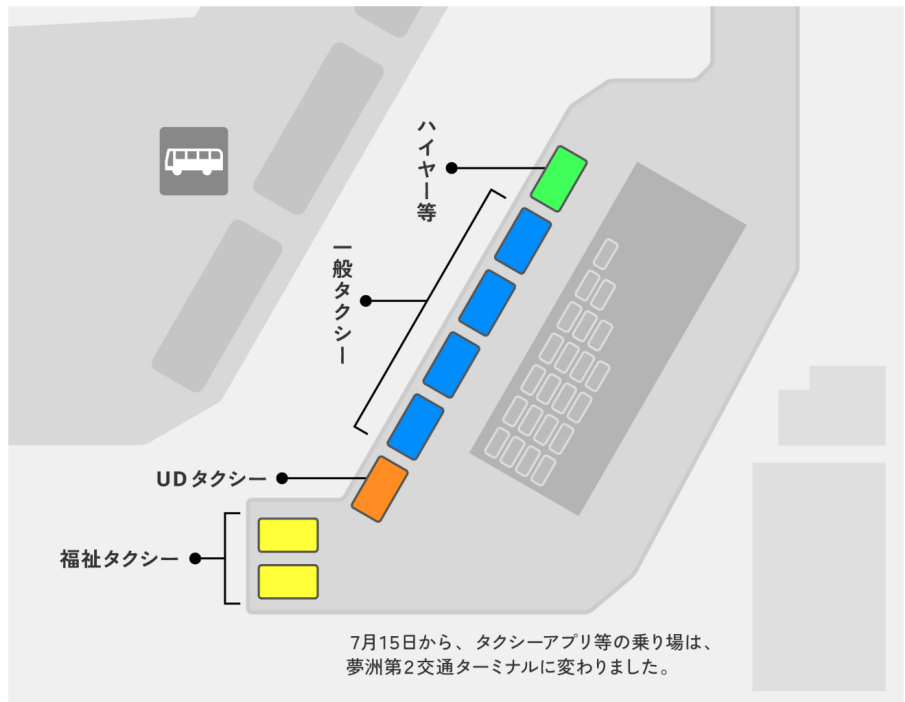 ハイヤー等
一般タクシー
UDタクシー
福祉タクシー
7月15日から、タクシーアプリ等の乗り場は、
夢洲第2交通ターミナルに変わりました。